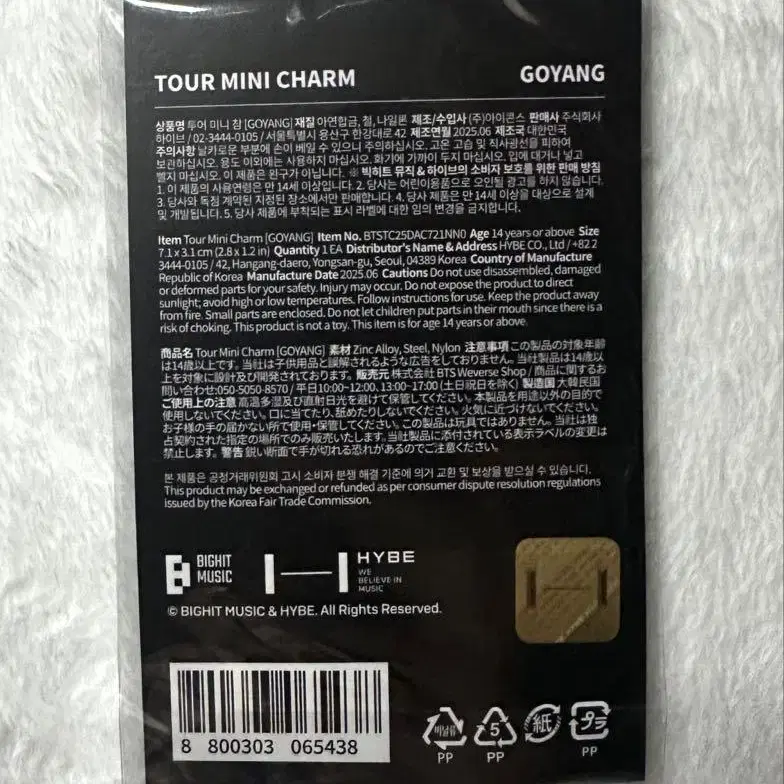 TOUR MINI CHARM
GOYANG
상품명 투어 미니 참 [GOYANG] 재질 아연합금, 철, 나일론 제조/수입사 (주)아이콘스 판매사 주식회사
하이브 / 02-3444-0105 / 서울특별시 용산구 한강대로 42 제조연월 2025.06 제조국 대한민국
주의사항 날카로운 부분에 손이 베일 수 있으니 주의하십시오. 고온 고습 및 직사광선을 피하여
보관하십시오. 용도 이외에는 사용하지 마십시오. 화기에 가까이 두지 마십시오. 입에 대거나 넣고
빨지 마십시오. 이 제품은 완구가 아닙니다. ※ 빅히트 뮤직 & 하이브의 소비자 보호를 위한 판매 방침
1. 이 제품의 사용연령은 만 14세 이상입니다. 2. 당사는 어린이용품으로 오인될 광고를 하지 않습니다.
3. 당사와 독점 계약된 지정된 장소에서만 판매합니다. 4. 당사 제품은 만 14세 이상을 대상으로 설계
및 개발됩니다. 5. 당사 제품에 부착되는 표시 라벨에 대한 임의 변경을 금지합니다.
Item Tour Mini Charm [GOYANG] Item No. BTSTC25DAC721NN0 Age 14 years or above Size
7.1 x 3.1 cm (2.8 x 1.2 in) Quantity 1 EA Distributor's Name & Address HYBE CO., Ltd / +82 2
3444-0105 / 42, Hangang-daero, Yongsan-gu, Seoul, 04389 Korea Country of Manufacture
Republic of Korea Manufacture Date 2025.06 Cautions Do not use disassembled, damaged
or deformed parts for your safety. Injury may occur. Do not expose the product to direct
sunlight; avoid high or low temperatures. Follow instructions for use. Keep the product away
from fire. Small parts are enclosed. Do not let children put parts in their mouth since there is a
risk of choking. This product is not a toy. This item is for age 14 years or above.
商品名 Tour Mini Charm [GOYANG] 素材 Zinc Alloy, Steel, Nylon 注意事項 この製品の対象年齢
は14歳以上です。当社は子供用品と誤解されるような広告をしておりません。当社製品は14歳以
上を対象に設計及び開発されております。販売元 株式会社 BTS Weverse Shop / 商品に関するお
問い合わせ:050-5050-8570 / 平日10:00~12:00, 13:00~17:00 (土日祝日を除く) 製造国 大韓民国
ご使用上の注意 高温多湿及び直射日光を避けて保管してください。本製品を用途以外の目的で
使用しないでください。口に当てたり、舐めたりしないでください。火気に近づけないでください。
お子様の手の届かない所で使用・保管してください。この製品は玩具ではありません。当社は独
占契約された指定の場所でのみ販売いたします。当社製品に添付されている表示ラベルの変更は
禁止します。警告 鋭い断面で手が切れる恐れがあるのでご注意ください。
본 제품은 공정거래위원회 고시 소비자 분쟁 해결 기준에 의거 교환 및 보상을 받으실 수 있습니다.
This product may be exchanged or refunded as per consumer dispute resolution regulations
issued by the Korea Fair Trade Commission.
BIGHIT
MUSIC
HYBE
WE
BELIEVE IN
MUSIC
© BIGHIT MUSIC & HYBE. All Rights Reserved.
8 800303 065438
비닐류
PP
5
PP
紙
プラ
PP